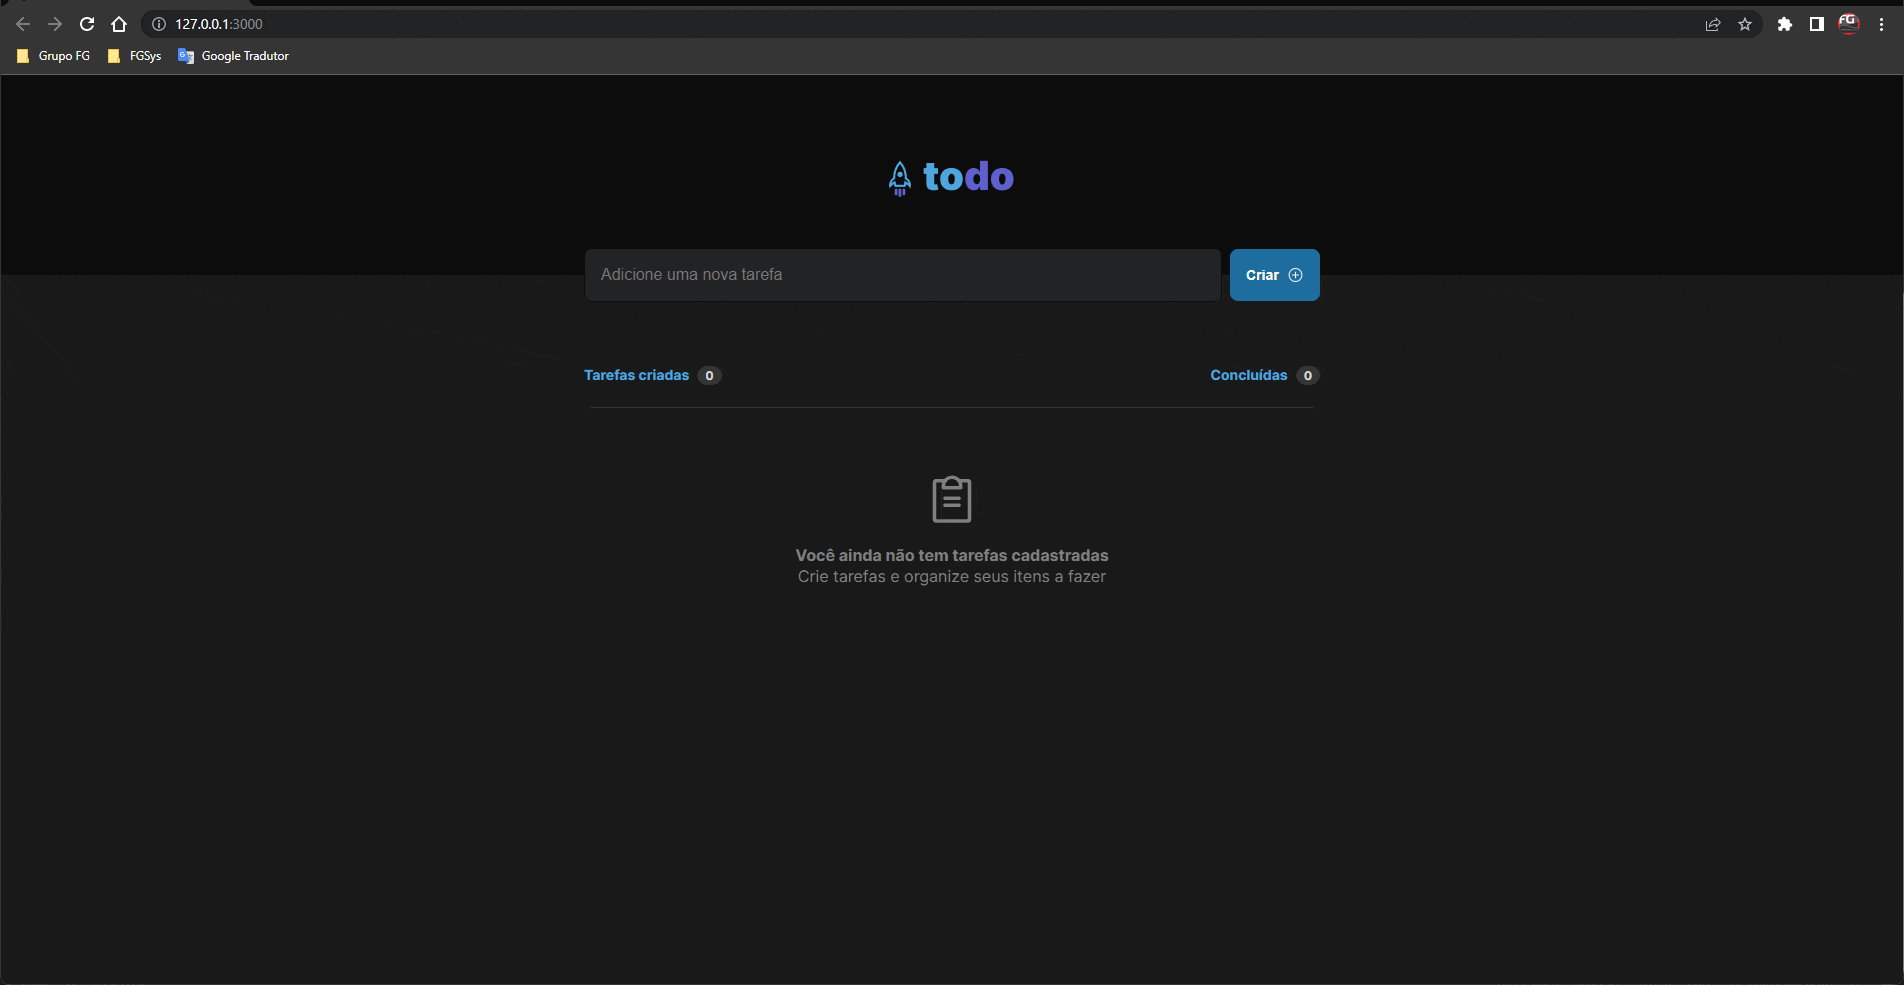 127.0.0.1:3000
Grupo FG FGSys Google Tradutor
todo
Adicione uma nova tarefa Criar
Tarefas criadas 0 Concluídas 0
Você ainda não tem tarefas cadastradas
Crie tarefas e organize seus itens a fazer